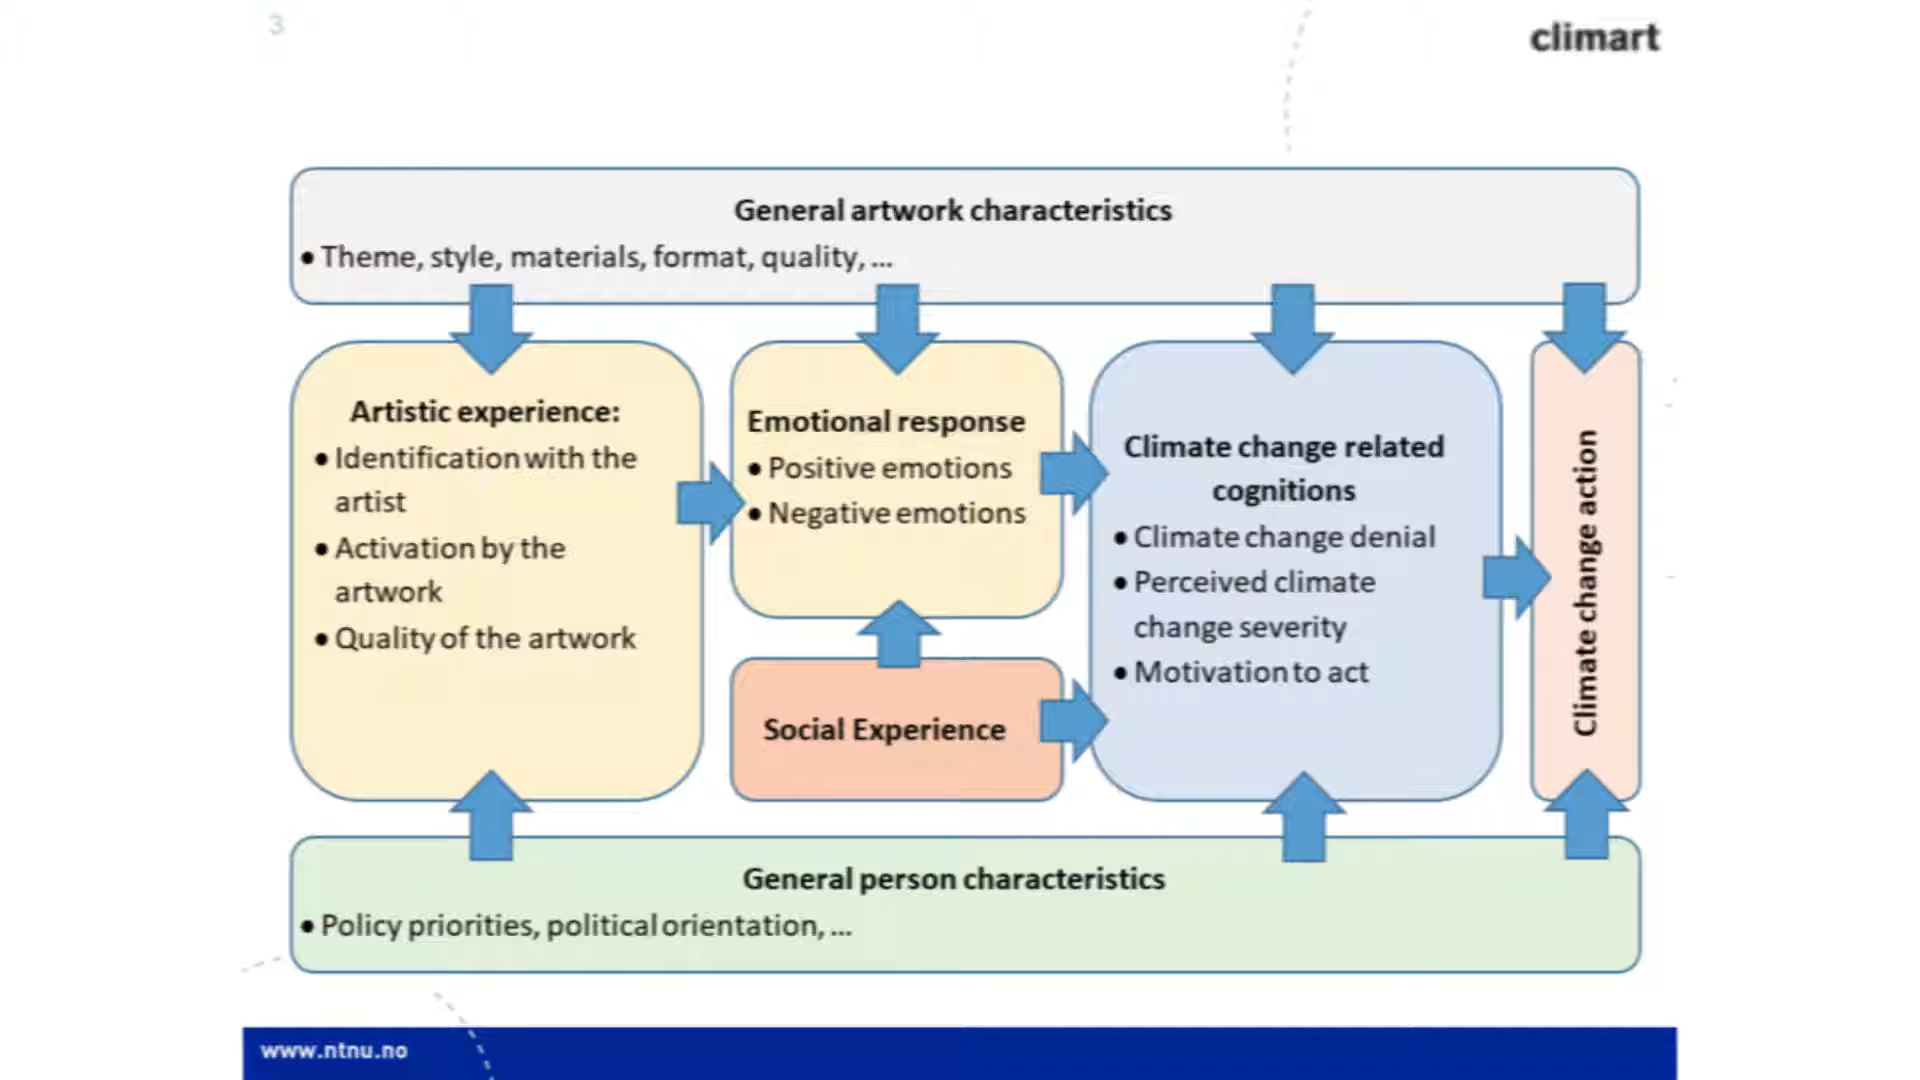 3
climart
General artwork characteristics
• Theme, style, materials, format, quality, ...
Artistic experience:
• Identification with the
artist
• Activation by the
artwork
• Quality of the artwork
Emotional response
• Positive emotions
• Negative emotions
Social Experience
Climate change related
cognitions
• Climate change denial
• Perceived climate
change severity
• Motivation to act
Climate change action
General person characteristics
• Policy priorities, political orientation, ...
www.ntnu.no